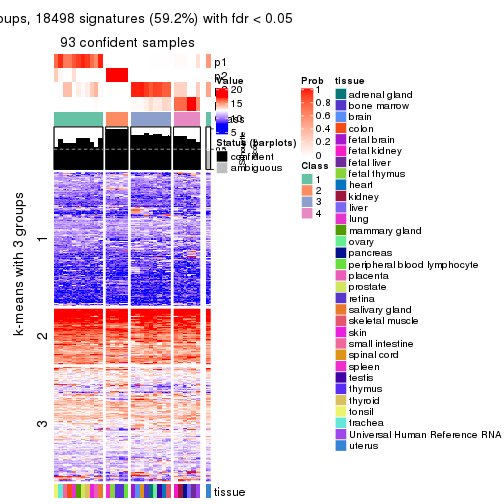 oups, 18498 signatures (59.2%) with fdr < 0.05
93 confident samples
p1
p2
Value
20
15
10
5
Status (barplots)
confident
ambiguous
Prob
1
0.8
0.6
0.4
0.2
0
Class
1
2
3
4
tissue
adrenal gland
bone marrow
brain
colon
fetal brain
fetal kidney
fetal liver
fetal thymus
heart
kidney
liver
lung
mammary gland
ovary
pancreas
peripheral blood lymphocyte
placenta
prostate
retina
salivary gland
skeletal muscle
skin
small intestine
spinal cord
spleen
testis
thymus
thyroid
tonsil
trachea
Universal Human Reference RNA
uterus
k-means with 3 groups
1
2
3
tissue